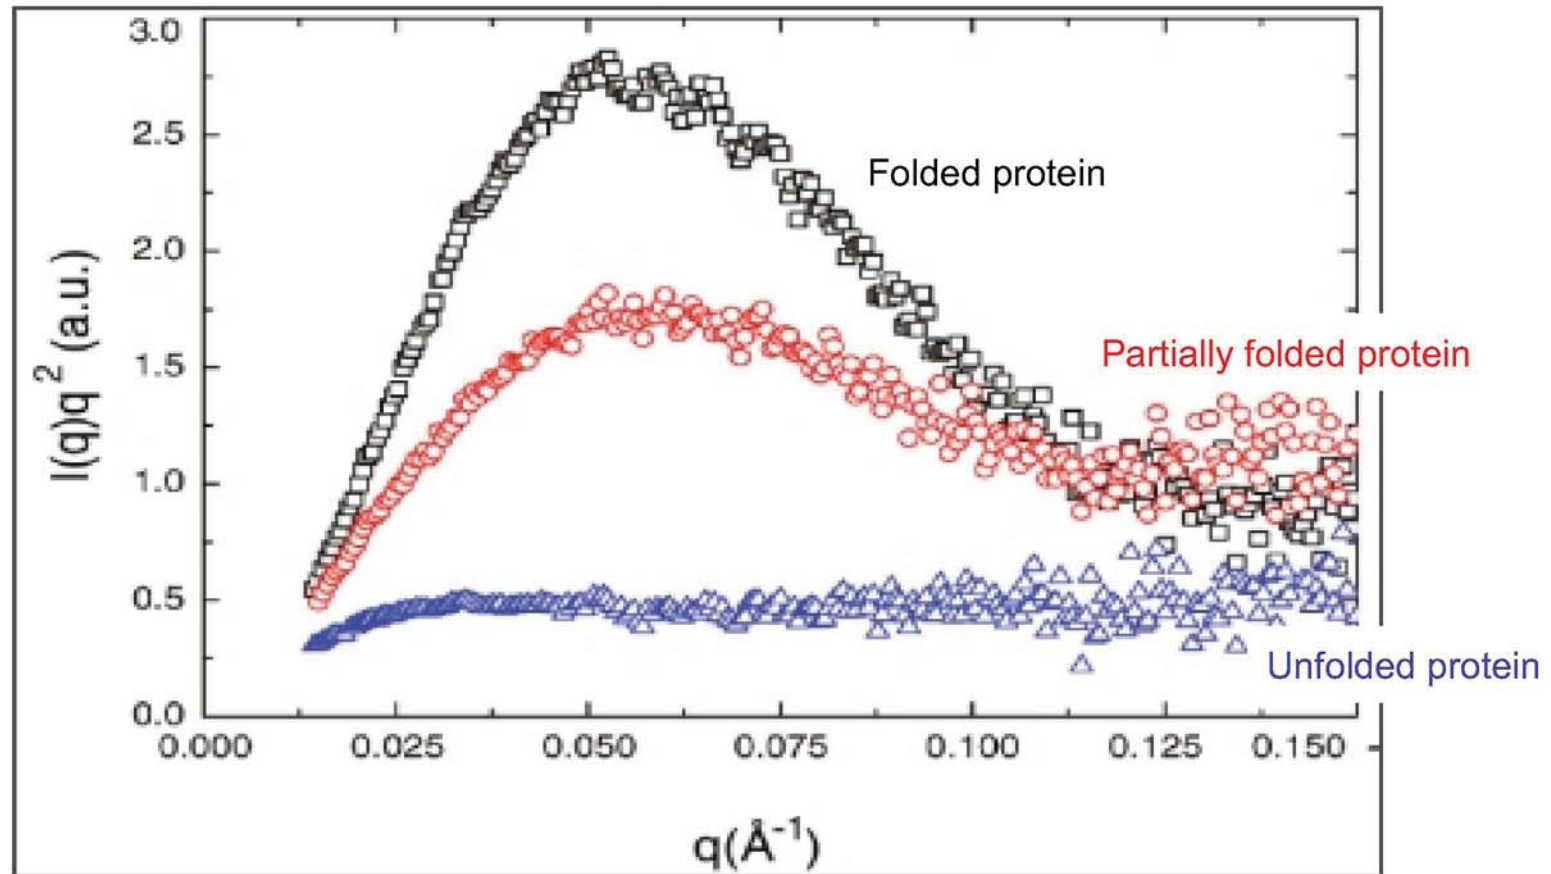 3.0
2.5
2.0
1.5
1.0
0.5
0.0
I(q)q² (a.u.)
Folded protein
Partially folded protein
Unfolded protein
0.000 0.025 0.050 0.075 0.100 0.125 0.150
q(Å⁻¹)